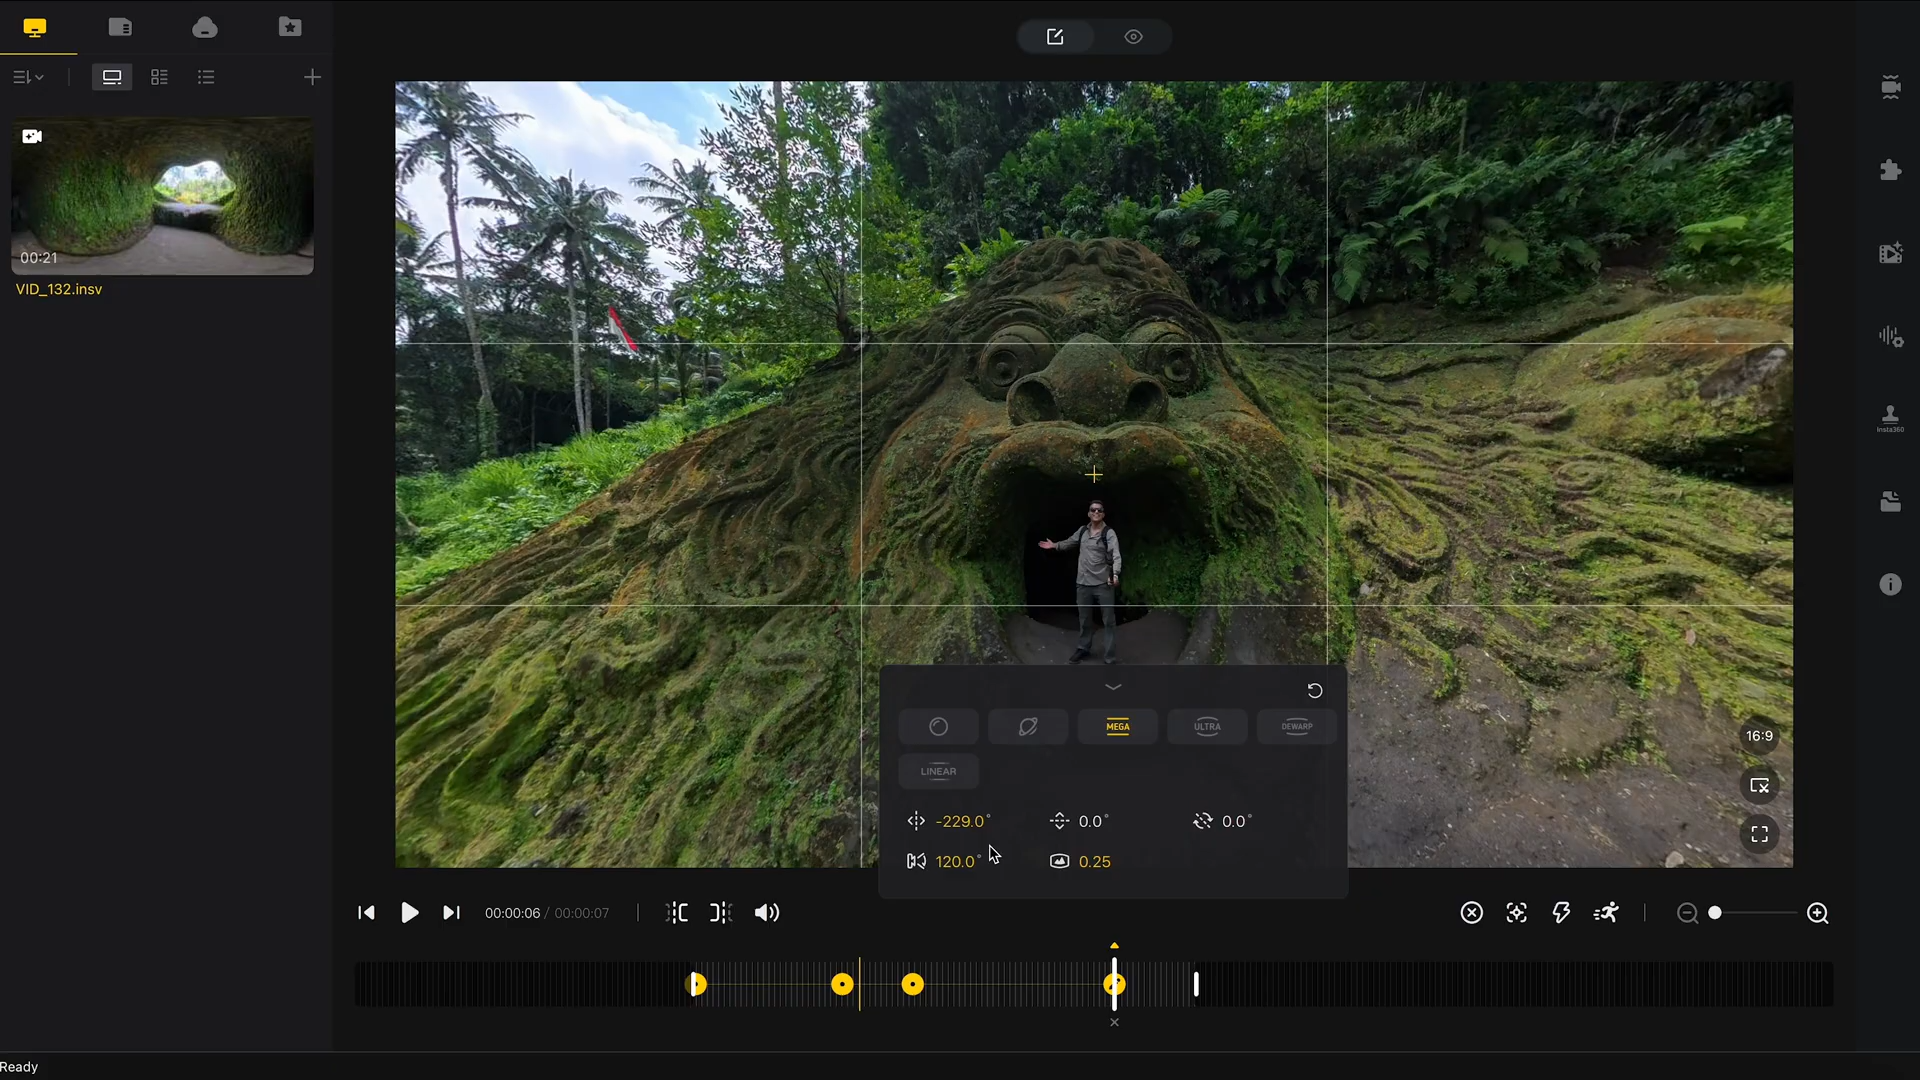 00:21
VID_132.insv
Insta360
MEGA
ULTRA
DEWARP
LINEAR
-229.0°
0.0°
0.0°
120.0°
0.25
16:9
00:00:06 / 00:00:07
Ready